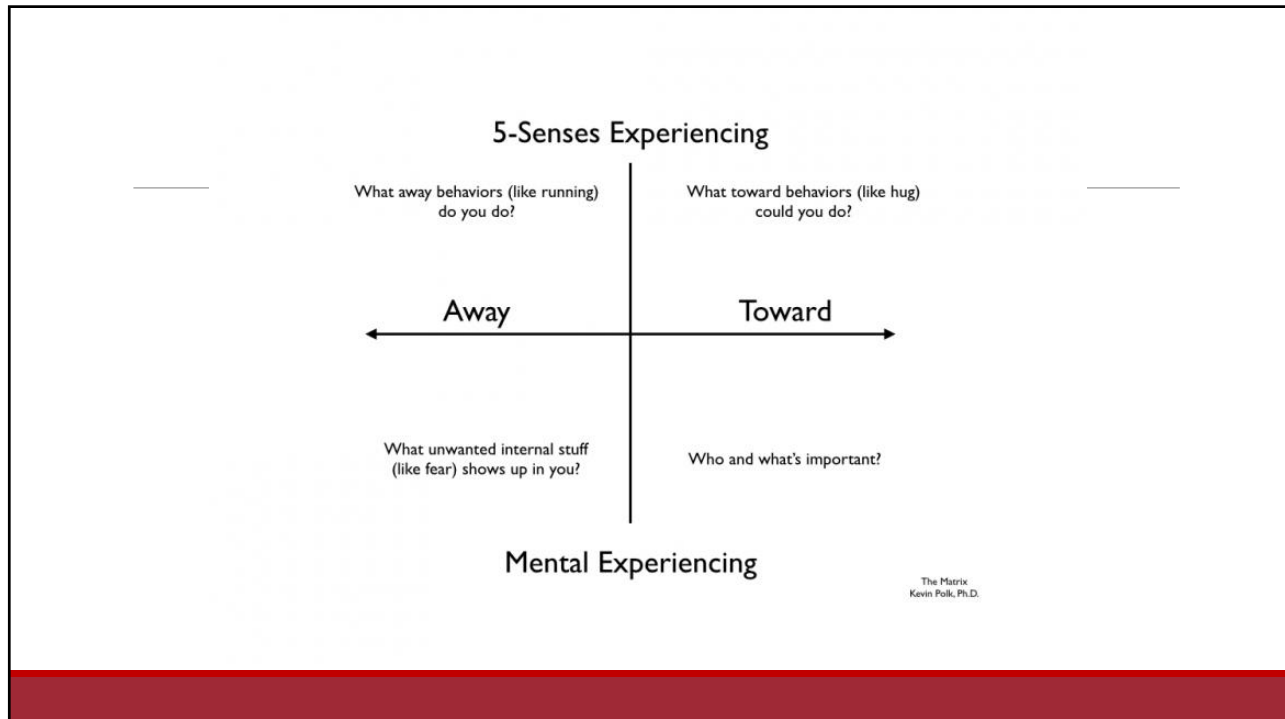 5-Senses Experiencing
What away behaviors (like running)
do you do?
What toward behaviors (like hug)
could you do?
Away
Toward
What unwanted internal stuff
(like fear) shows up in you?
Who and what's important?
Mental Experiencing
The Matrix
Kevin Polk, Ph.D.